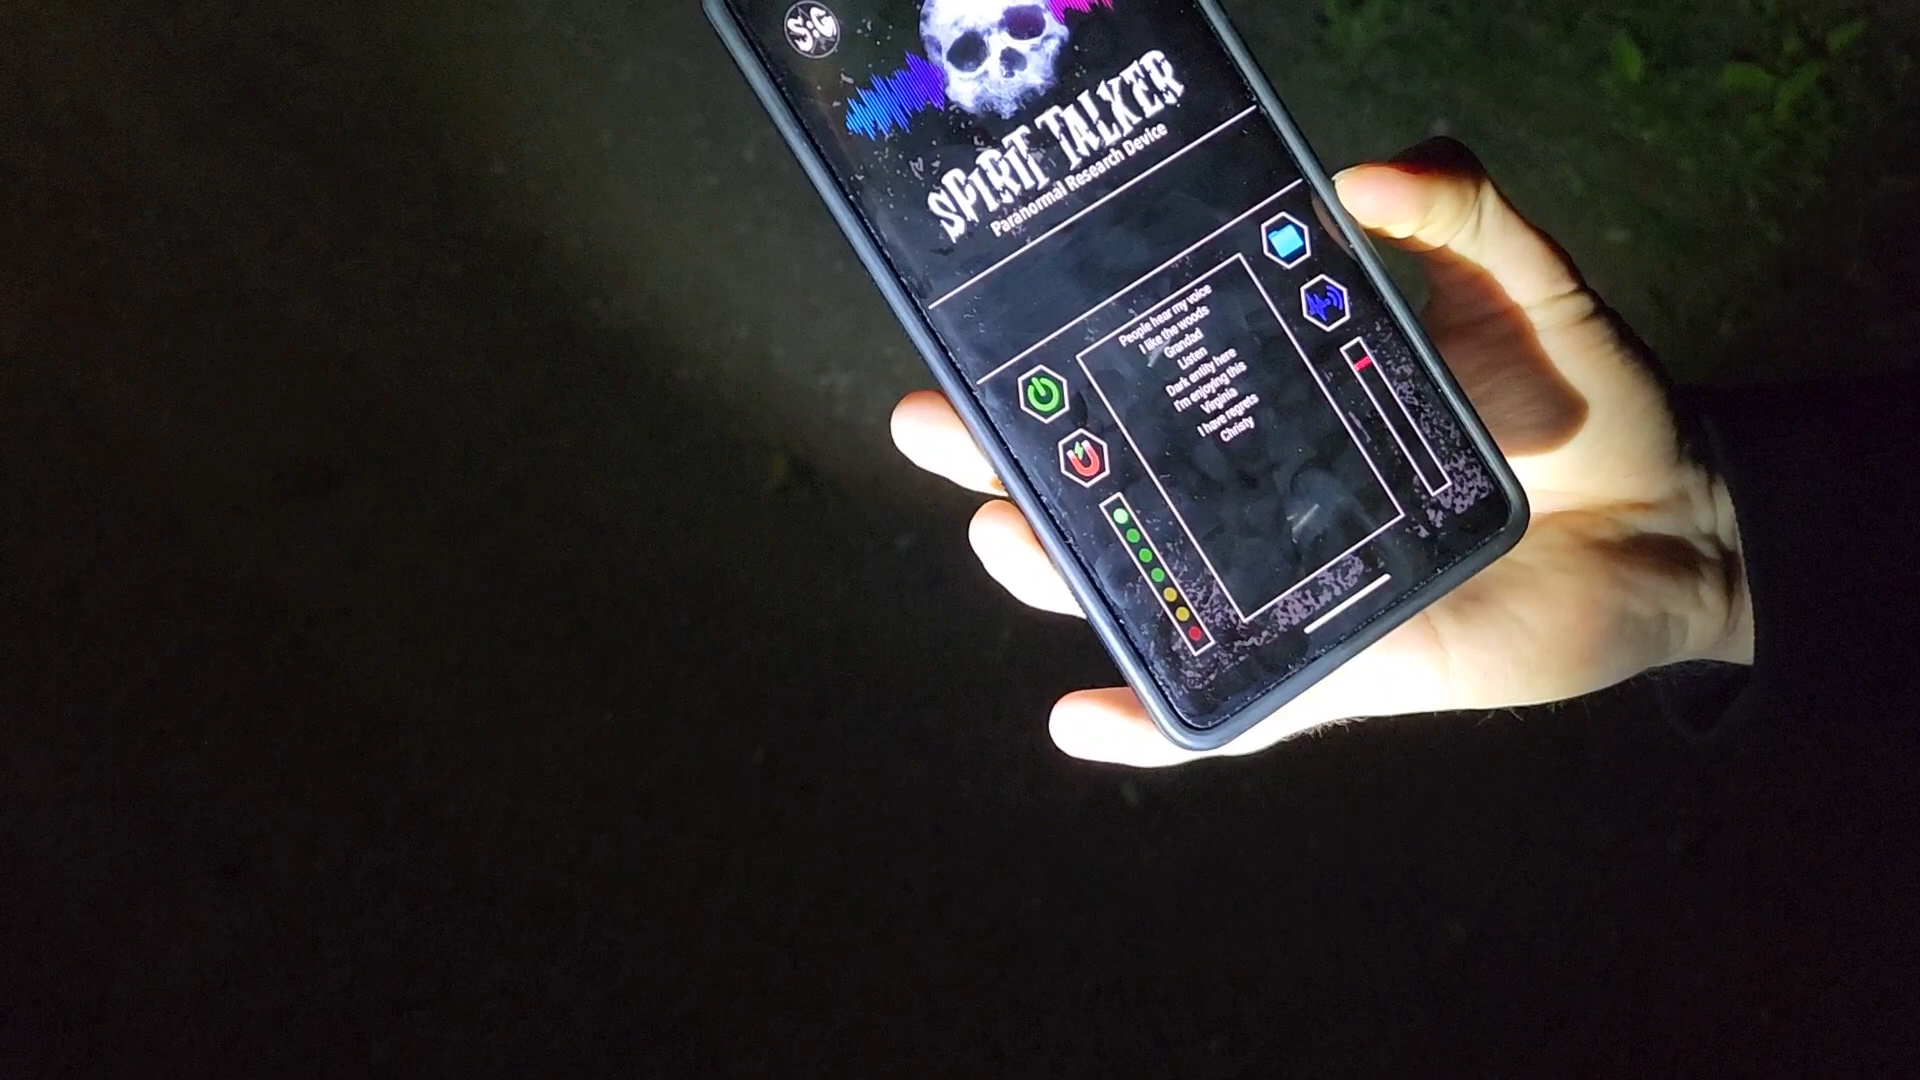 S:G
SPIRIT TALKER
Paranormal Research Device
People hear my voice
I like the woods
Grandad
Listen
Dark entity here
I'm enjoying this
Virginia
I have regrets
Christy